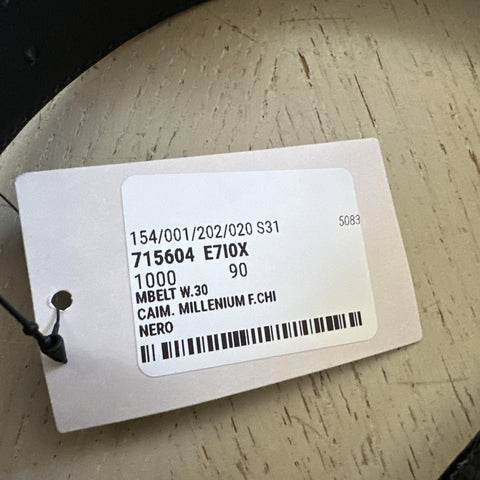 154/001/202/020 S31 5083
715604 E7I0X
1000 90
MBELT W.30
CAIM. MILLENIUM F.CHI
NERO